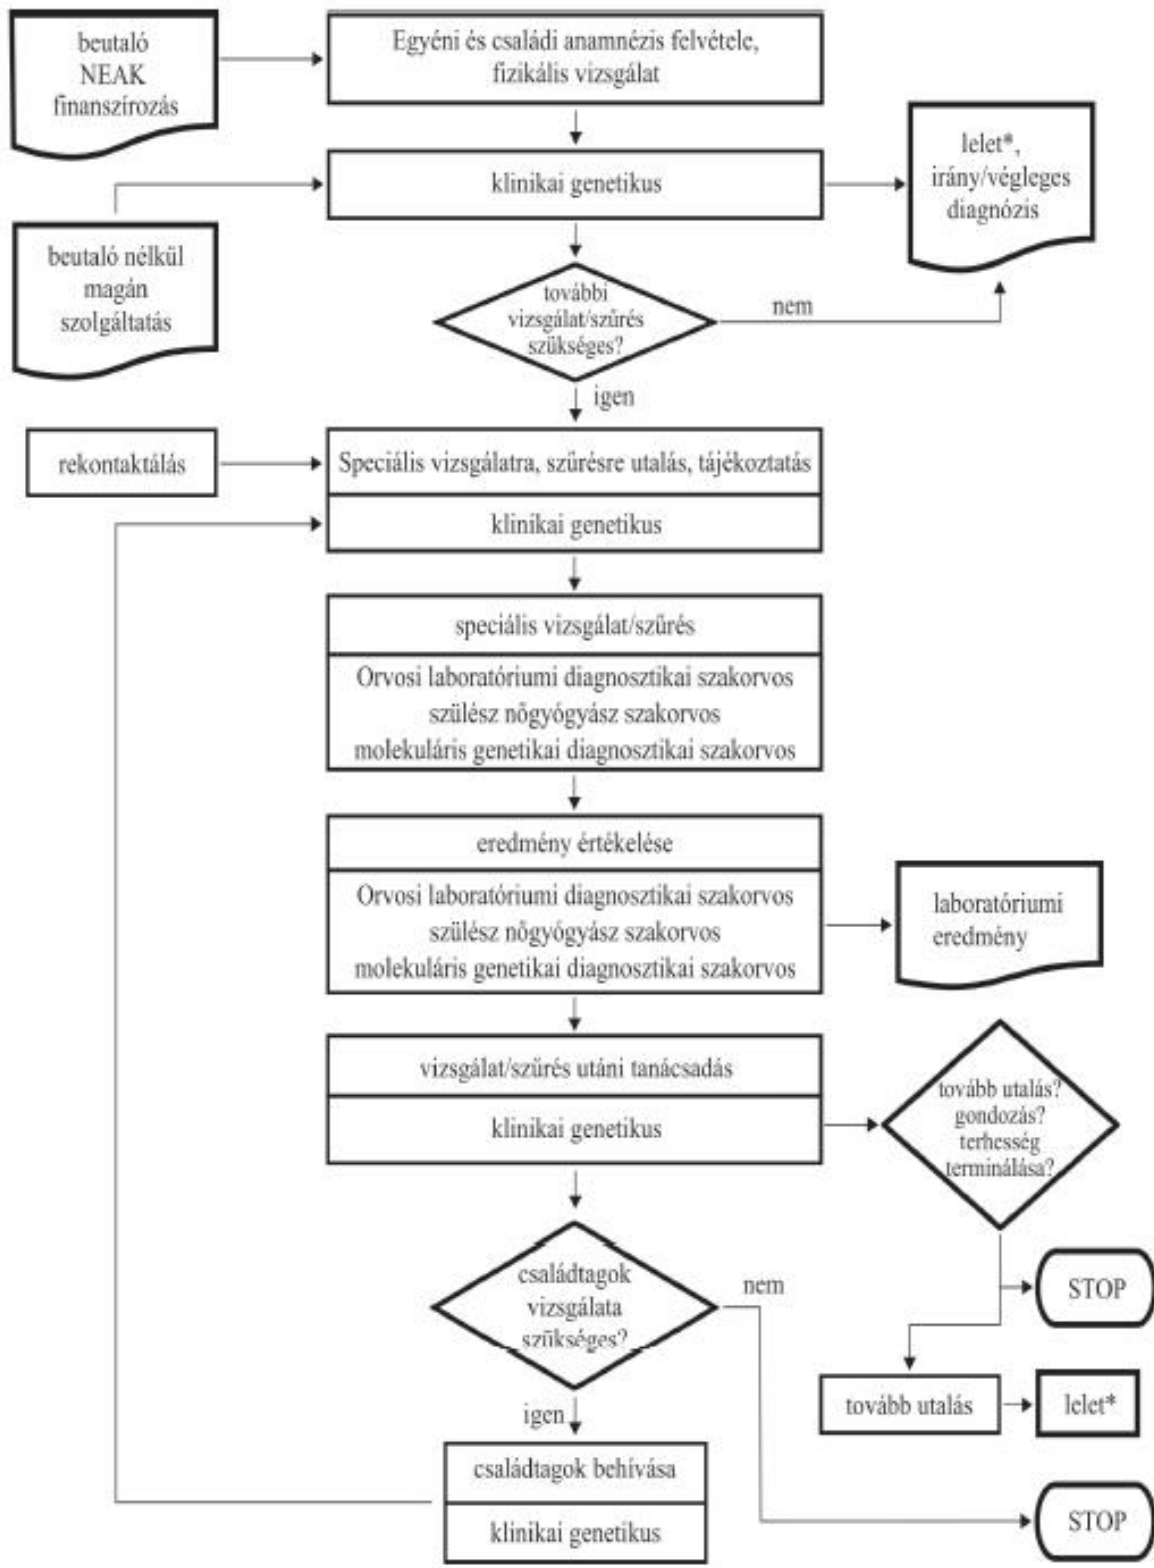 beutaló
NEAK
finanszírozás
Egyéni és családi anamnézis felvétele,
fizikális vizsgálat
klinikai genetikus
lelet*,
irány/végleges
diagnózis
beutaló nélkül
magán
szolgáltatás
további
vizsgálat/szűrés
szükséges?
nem
igen
rekontaktálás
Speciális vizsgálatra, szűrésre utalás, tájékoztatás
klinikai genetikus
speciális vizsgálat/szűrés
Orvosi laboratóriumi diagnosztikai szakorvos
szülész nőgyógyász szakorvos
molekuláris genetikai diagnosztikai szakorvos
eredmény értékelése
Orvosi laboratóriumi diagnosztikai szakorvos
szülész nőgyógyász szakorvos
molekuláris genetikai diagnosztikai szakorvos
laboratóriumi
eredmény
vizsgálat/szűrés utáni tanácsadás
klinikai genetikus
tovább utalás?
gondozás?
terhesség
terminálása?
családtagok
vizsgálata
szükséges?
nem
STOP
tovább utalás
lelet*
igen
családtagok behívása
klinikai genetikus
STOP